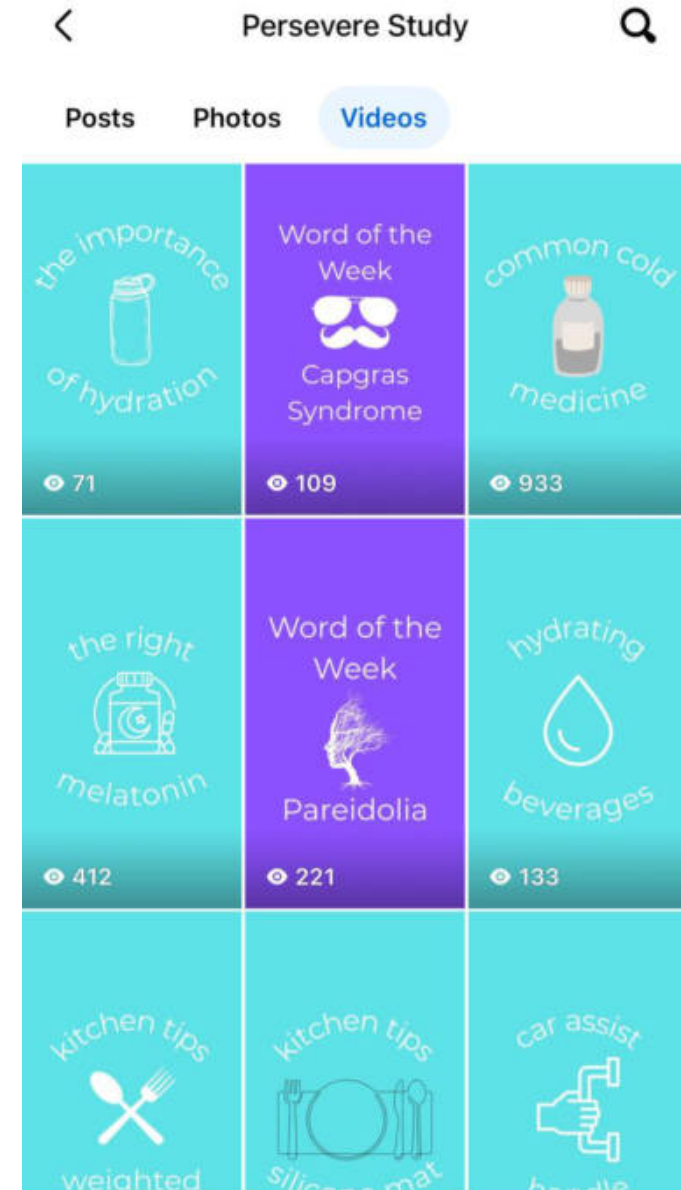 Persevere Study
Posts Photos Videos
the importance
of hydration
71
Word of the
Week
Capgras
Syndrome
109
common cold
medicine
933
the right
melatonin
412
Word of the
Week
Pareidolia
221
hydrating
beverages
133
kitchen tips
weighted
kitchen tips
silicone mat
car assist
handle